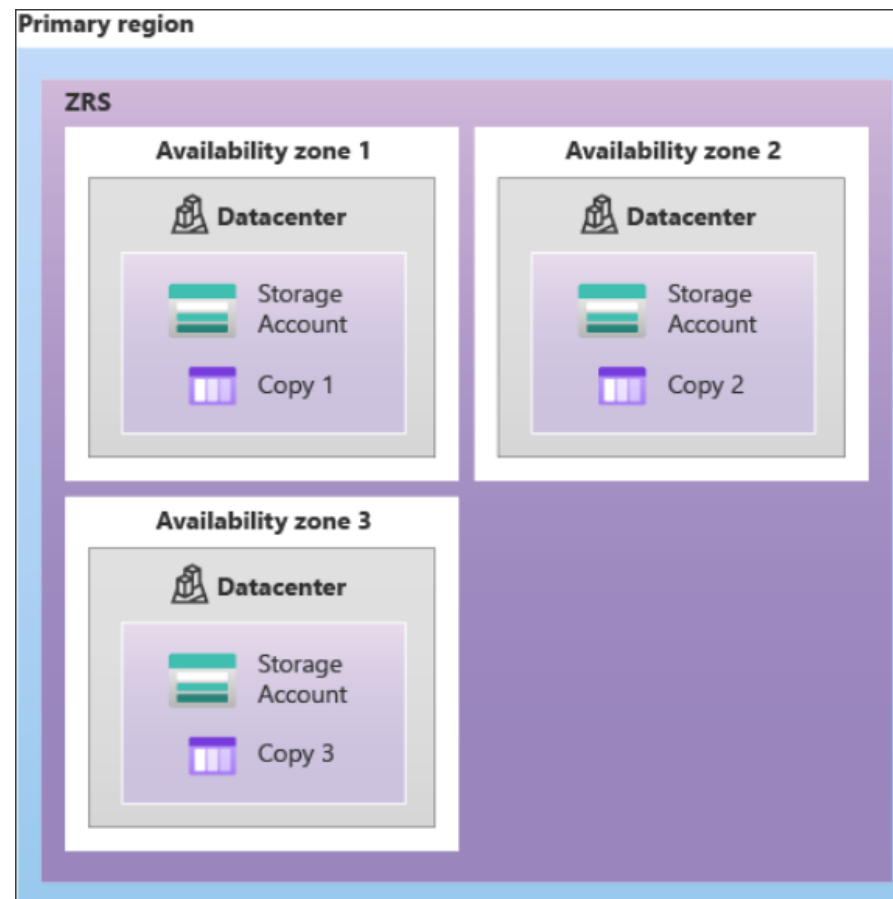 Primary region
ZRS
Availability zone 1
Datacenter
Storage
Account
Copy 1
Availability zone 2
Datacenter
Storage
Account
Copy 2
Availability zone 3
Datacenter
Storage
Account
Copy 3